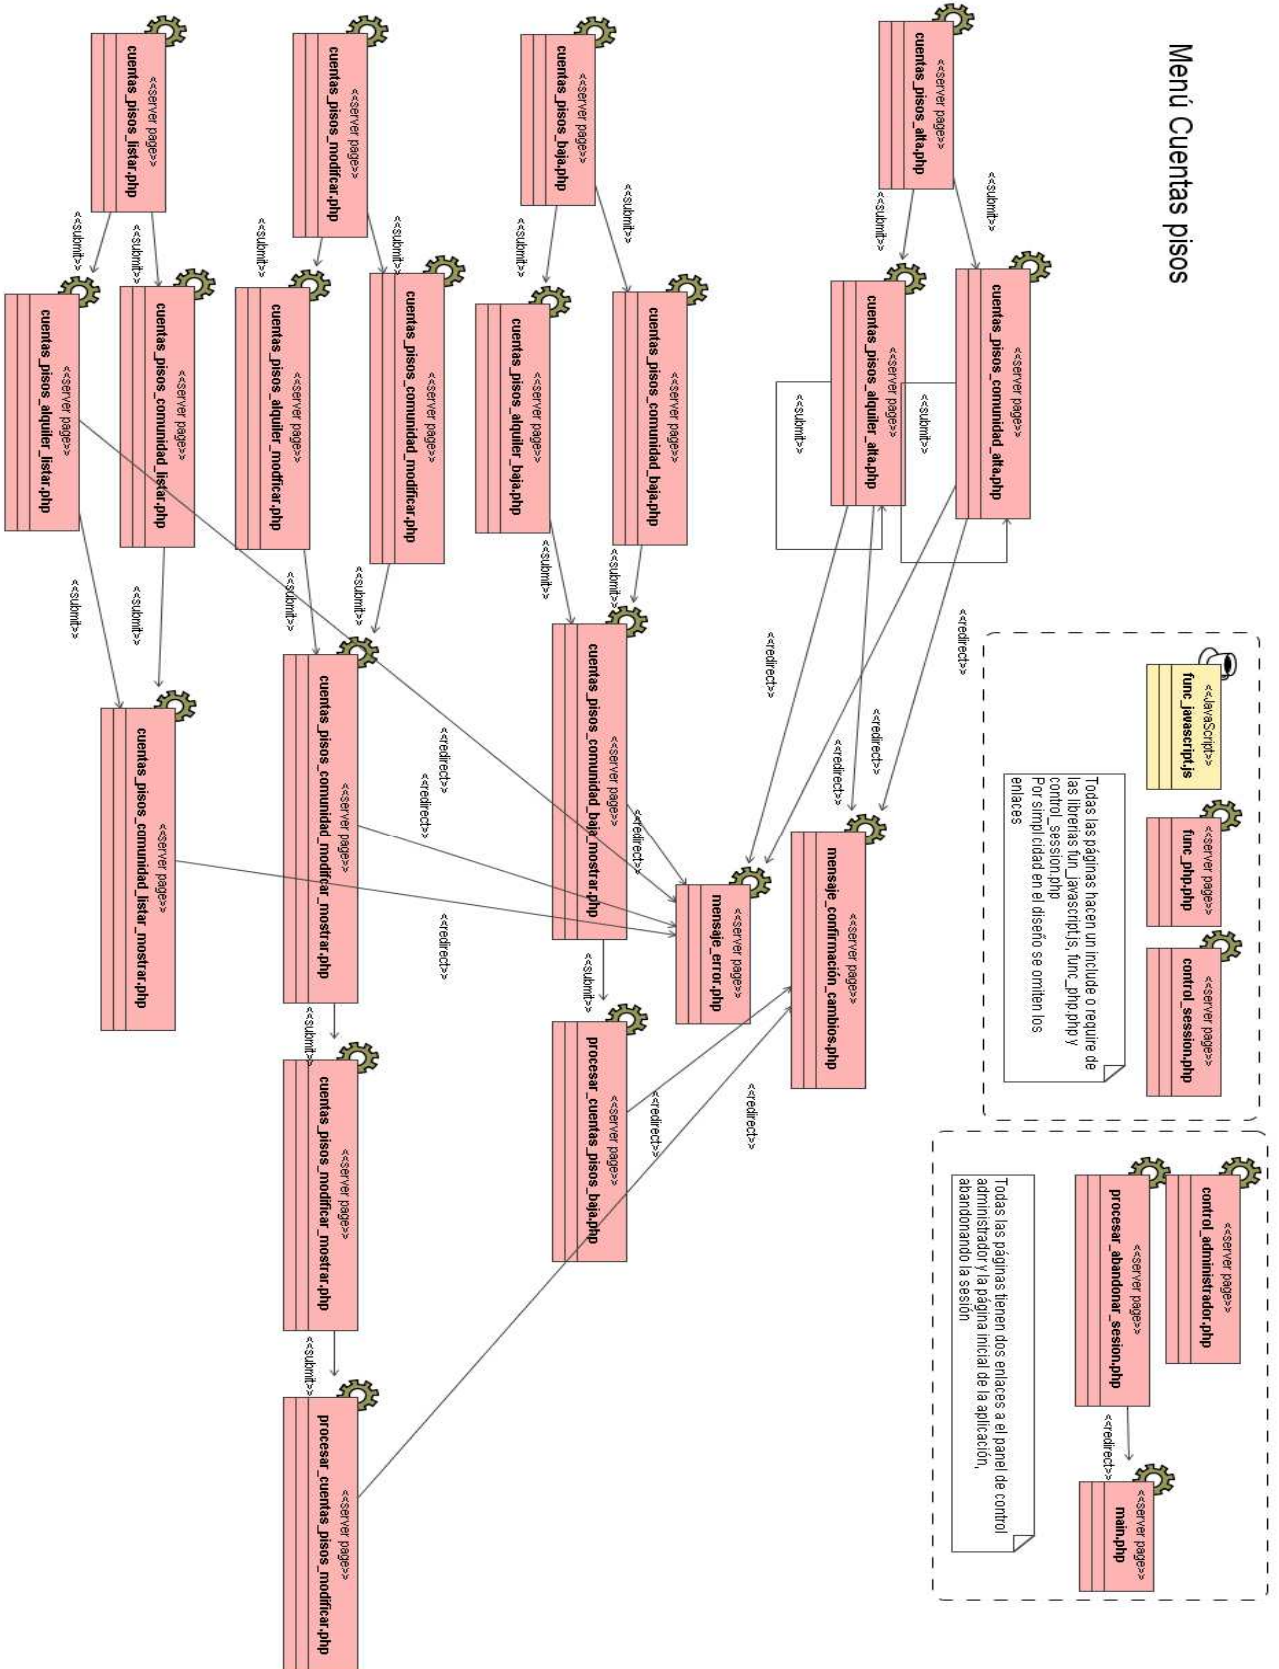 Menú Cuentas pisos
<<JavaScript>>
func_javascript.js
<<server page>>
func_php.php
<<server page>>
control_session.php
Todas las páginas hacen un include o require de
las librerias fun_javascript.js, func_php.php y
control_session.php
Por simplicidad en el diseño se omiten los
enlaces
<<server page>>
control_administrador.php
<<server page>>
procesar_abandonar_sesion.php
<<redirect>>
<<server page>>
main.php
Todas las páginas tienen dos enlaces a el panel de control
administrador y la página inicial de la aplicación,
abandonando la sesión
<<server page>>
cuentas_pisos_alta.php
<<submit>>
<<submit>>
<<server page>>
cuentas_pisos_comunidad_alta.php
<<submit>>
<<server page>>
cuentas_pisos_alquiler_alta.php
<<submit>>
<<redirect>>
<<redirect>>
<<redirect>>
<<redirect>>
<<server page>>
mensaje_confirmación_cambios.php
<<server page>>
mensaje_error.php
<<server page>>
cuentas_pisos_baja.php
<<submit>>
<<submit>>
<<server page>>
cuentas_pisos_comunidad_baja.php
<<server page>>
cuentas_pisos_alquiler_baja.php
<<submit>>
<<submit>>
<<server page>>
cuentas_pisos_comunidad_baja_mostrar.php
<<redirect>>
<<submit>>
<<server page>>
procesar_cuentas_pisos_baja.php
<<redirect>>
<<redirect>>
<<server page>>
cuentas_pisos_modifcar.php
<<submit>>
<<submit>>
<<server page>>
cuentas_pisos_comunidad_modificar.php
<<server page>>
cuentas_pisos_alquiler_modficar.php
<<submit>>
<<submit>>
<<server page>>
cuentas_pisos_comunidad_modifcar_mostrar.php
<<redirect>>
<<redirect>>
<<redirect>>
<<submit>>
<<server page>>
cuentas_pisos_modificar_mostrar.php
<<submit>>
<<server page>>
procesar_cuentas_pisos_modificar.php
<<server page>>
cuentas_pisos_listar.php
<<submit>>
<<submit>>
<<server page>>
cuentas_pisos_comunidad_listar.php
<<server page>>
cuentas_pisos_alquiler_listar.php
<<submit>>
<<submit>>
<<server page>>
cuentas_pisos_comunidad_listar_mostrar.php